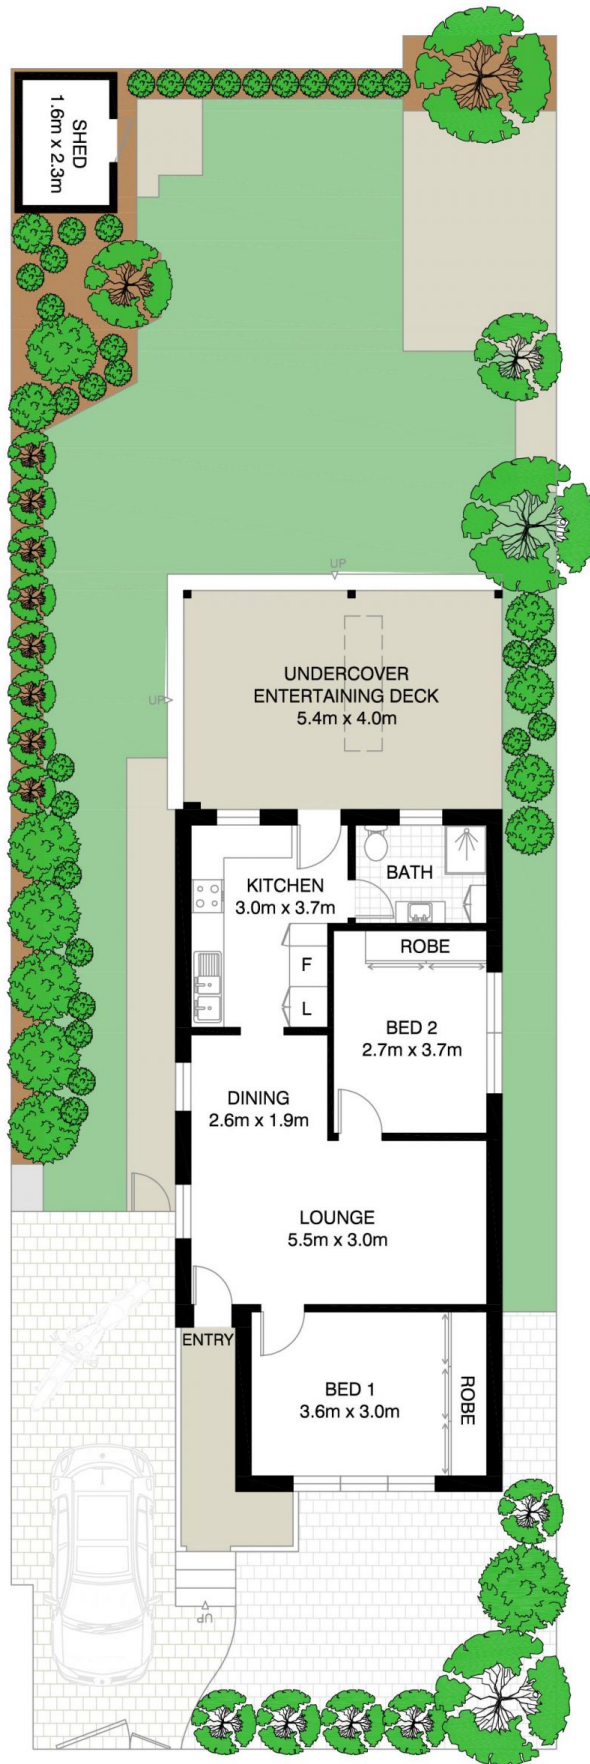 SHED
1.6m x 2.3m
UP
UNDERCOVER
ENTERTAINING DECK
5.4m x 4.0m
UP
KITCHEN
3.0m x 3.7m
BATH
F
L
ROBE
BED 2
2.7m x 3.7m
DINING
2.6m x 1.9m
LOUNGE
5.5m x 3.0m
ENTRY
BED 1
3.6m x 3.0m
ROBE
UP